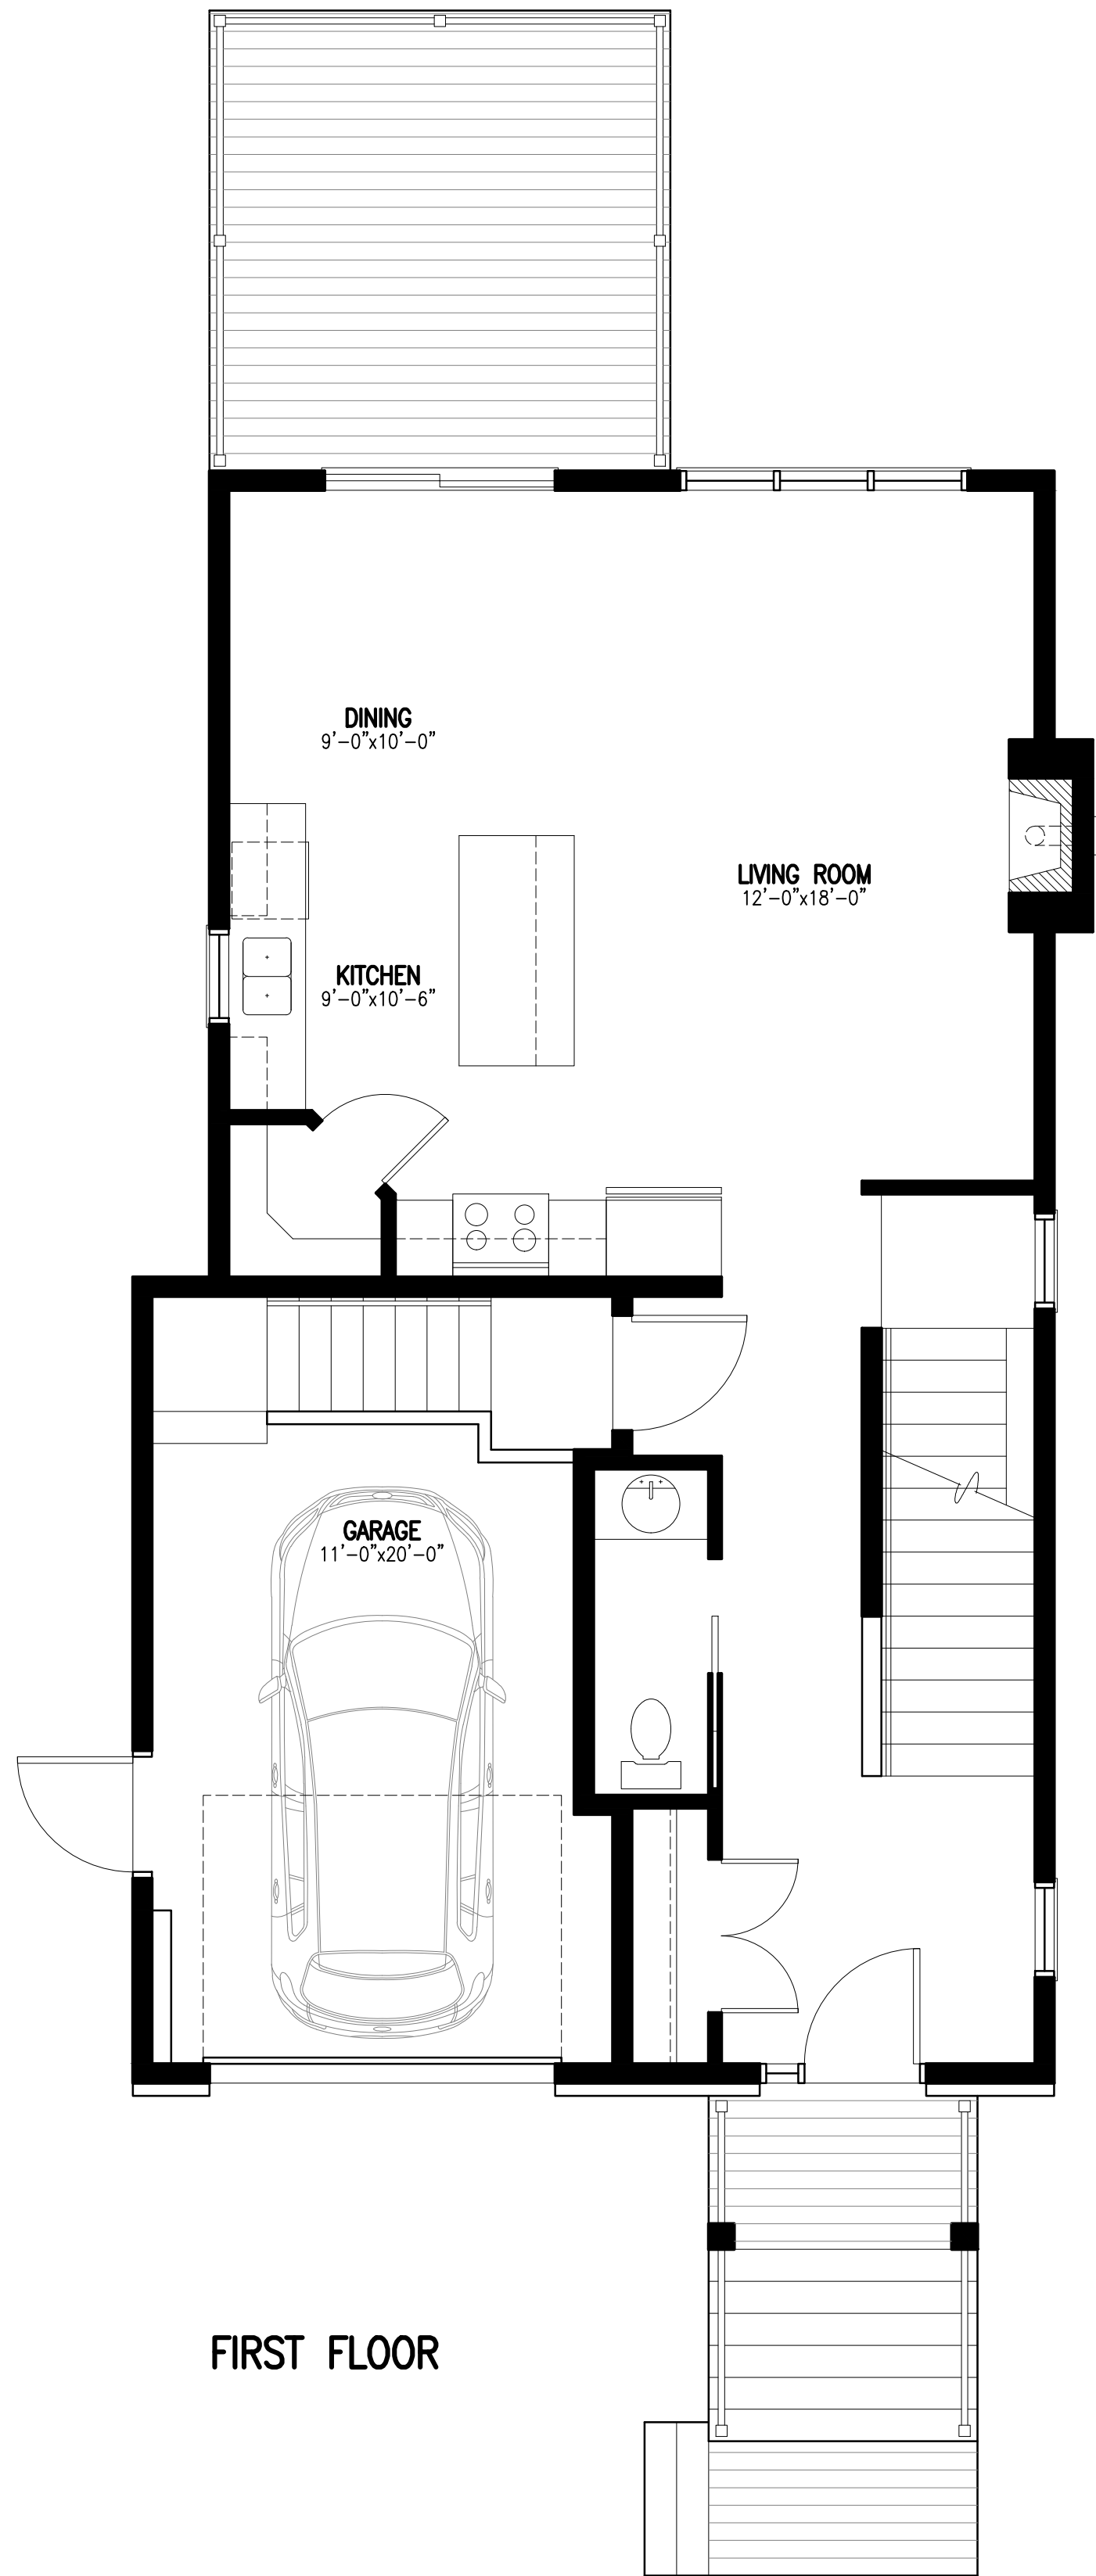 DINING
9'-0"x10'-0"
LIVING ROOM
12'-0"x18'-0"
KITCHEN
9'-0"x10'-6"
GARAGE
11'-0"x20'-0"
FIRST FLOOR